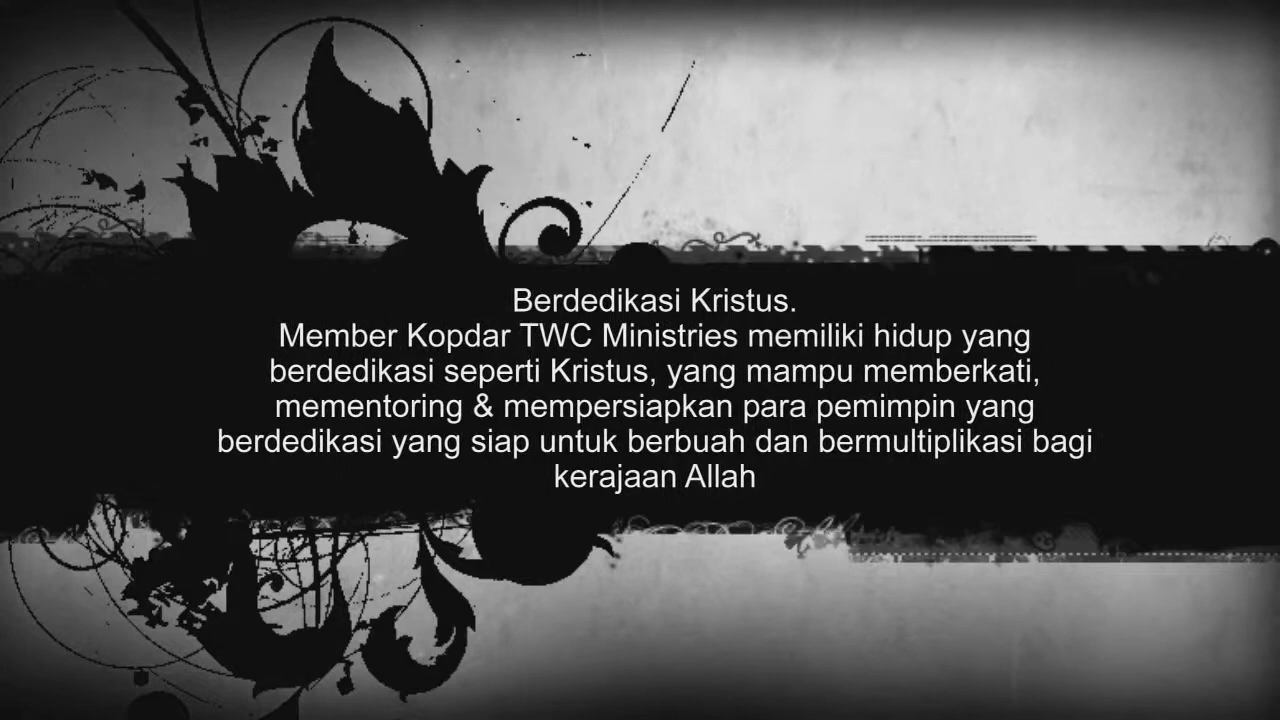 Berdedikasi Kristus.
Member Kopdar TWC Ministries memiliki hidup yang
berdedikasi seperti Kristus, yang mampu memberkati,
mementoring & mempersiapkan para pemimpin yang
berdedikasi yang siap untuk berbuah dan bermultiplikasi bagi
kerajaan Allah